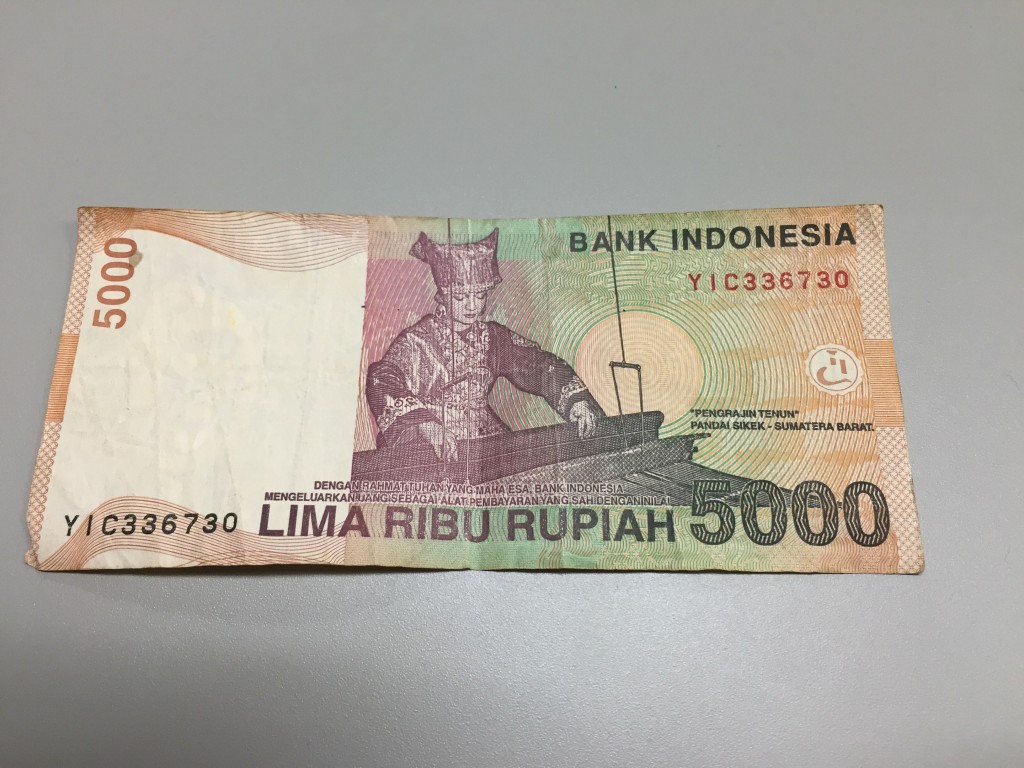 5000
BANK INDONESIA
YIC336730
"PENGRAJIN TENUN"
PANDAI SIKEK - SUMATERA BARAT.
DENGAN RAHMAT TUHAN YANG MAHA ESA, BANK INDONESIA
MENGELUARKAN UANG SEBAGAI ALAT PEMBAYARAN YANG SAH DENGAN NILAI
YIC336730
LIMA RIBU RUPIAH 5000